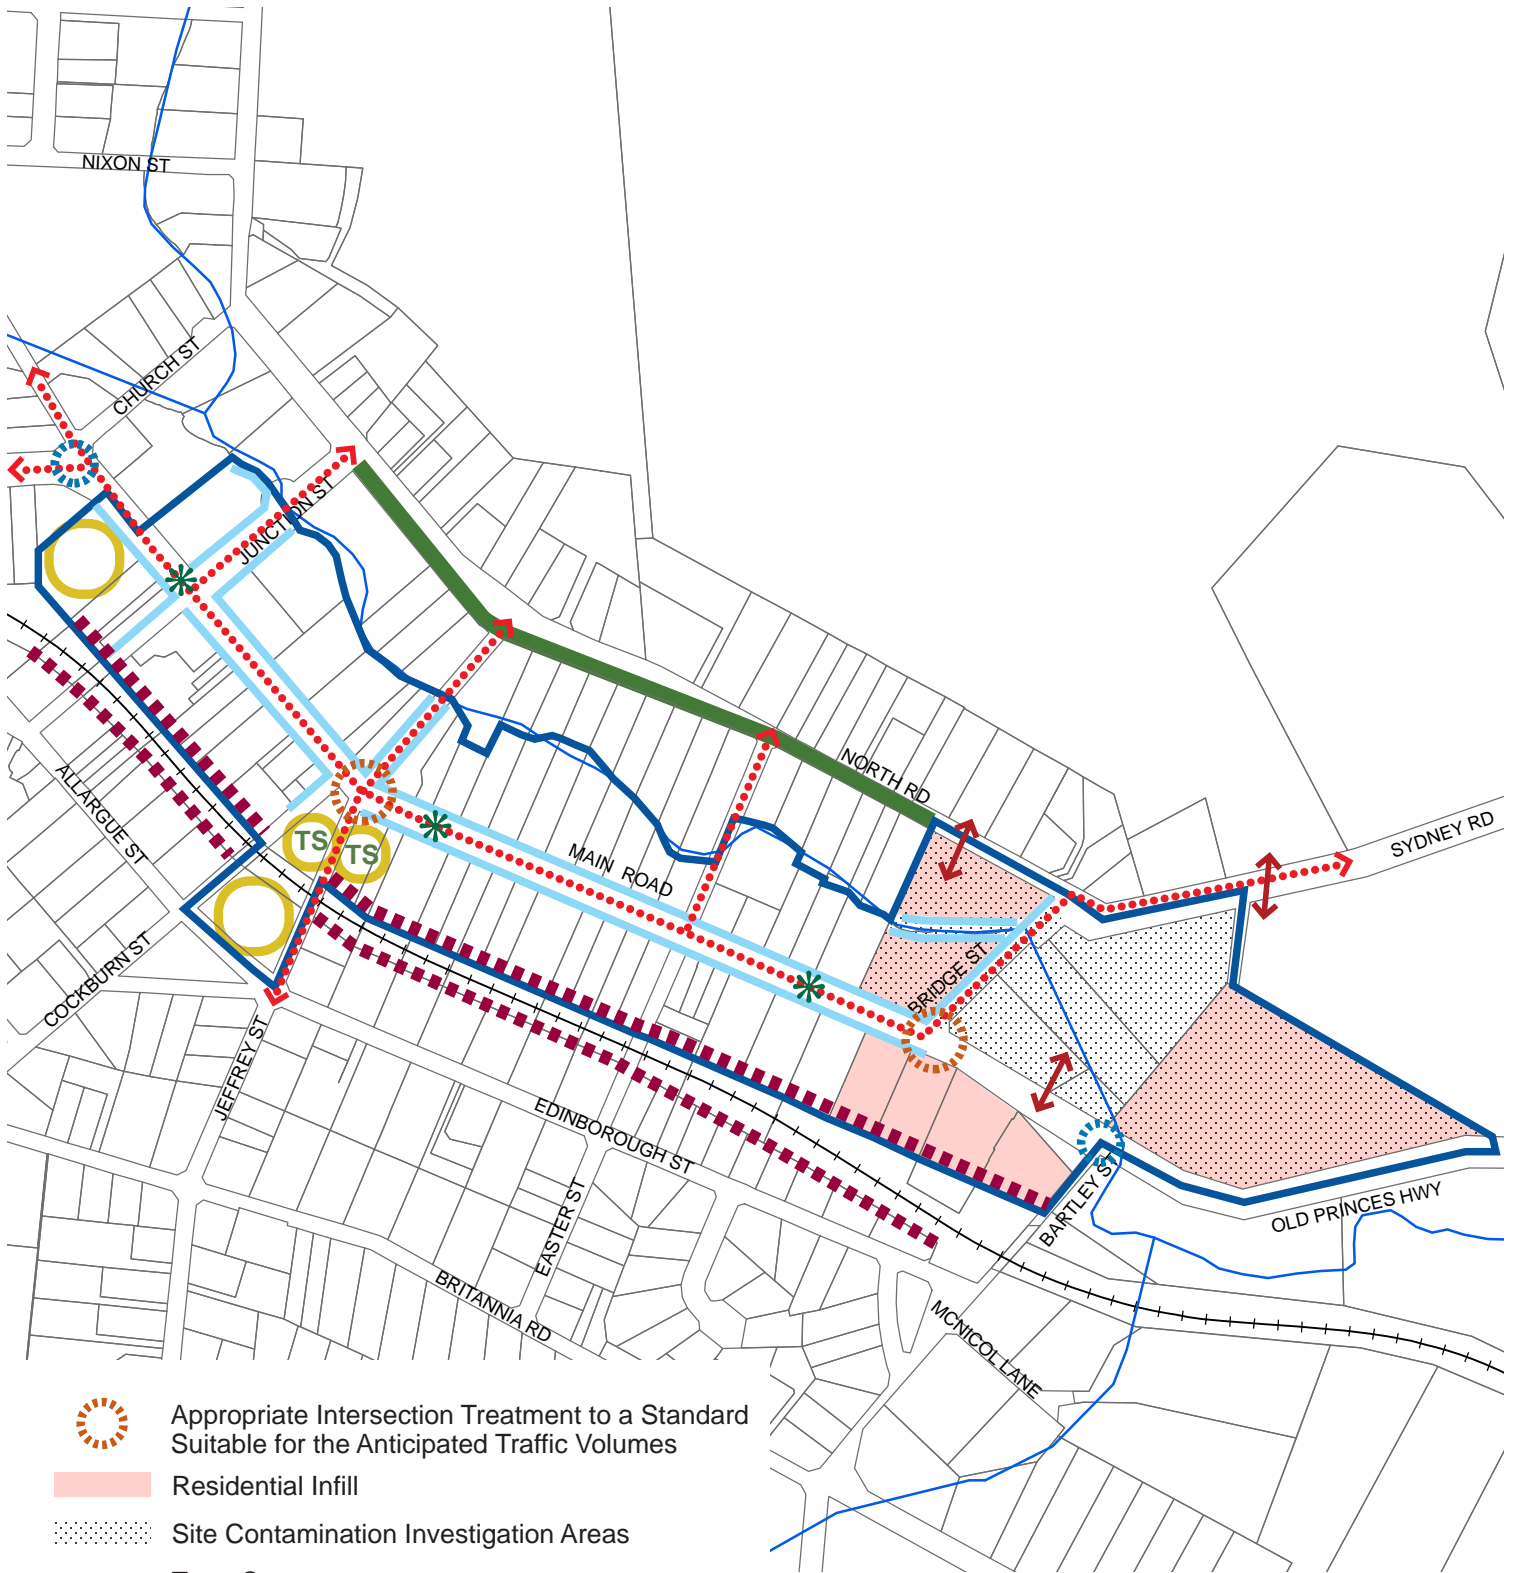 NIXON ST
CHURCH ST
JUNCTION ST
NORTH RD
SYDNEY RD
ALLARGUE ST
TS
TS
MAIN ROAD
COCKBURN ST
BRIDGE ST
JEFFREY ST
EDINBOROUGH ST
EASTER ST
BARTLEY ST
OLD PRINCES HWY
BRITANNIA RD
MCNICOL LANE
Appropriate Intersection Treatment to a Standard
Suitable for the Anticipated Traffic Volumes
Residential Infill
Site Contamination Investigation Areas